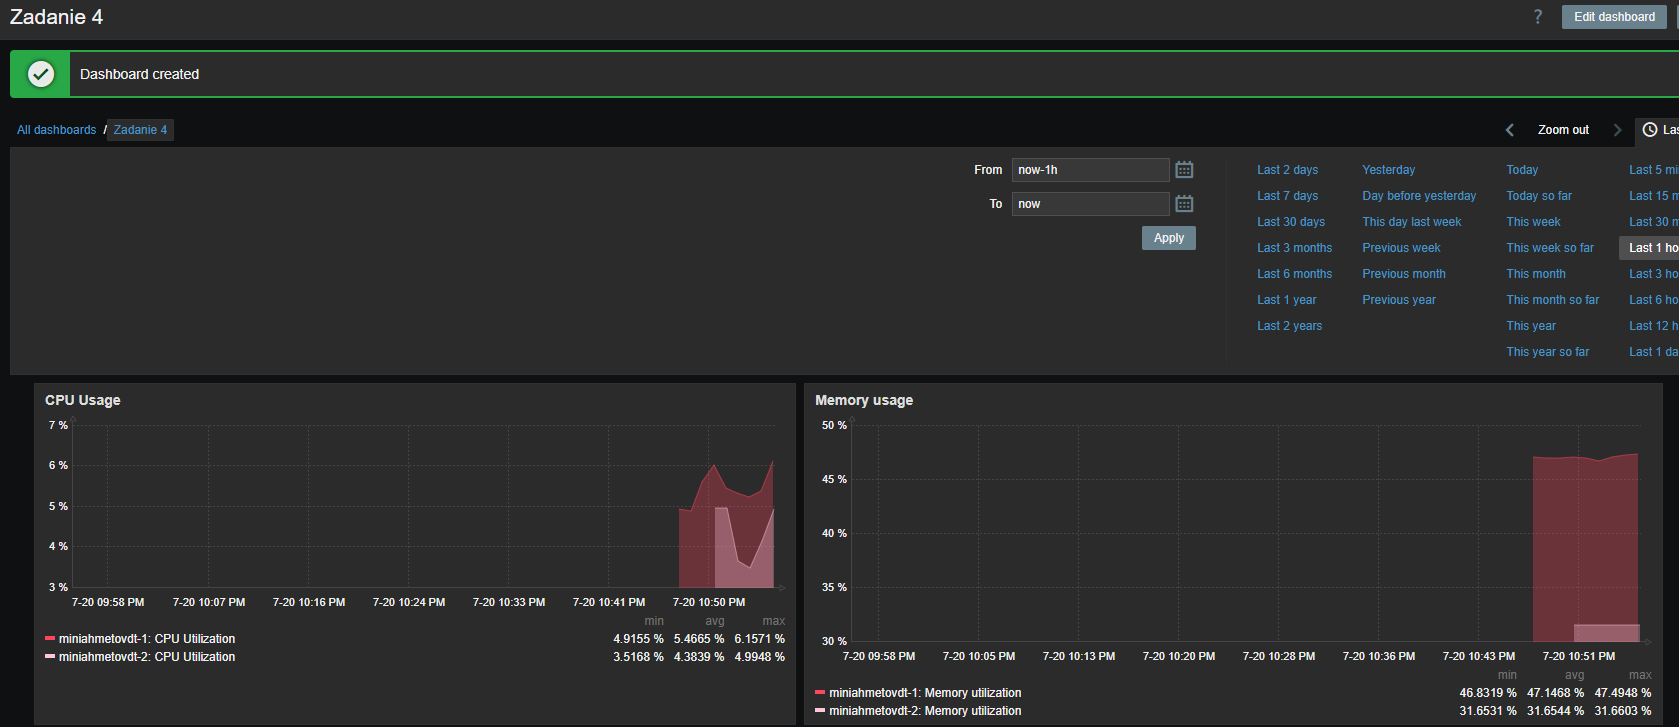 Zadanie 4
? Edit dashboard
Dashboard created
All dashboards / Zadanie 4
Zoom out Las
From now-1h
To now
Apply
Last 2 days Yesterday Today Last 5 mi
Last 7 days Day before yesterday Today so far Last 15 m
Last 30 days This day last week This week Last 30 m
Last 3 months Previous week This week so far Last 1 ho
Last 6 months Previous month This month Last 3 ho
Last 1 year Previous year This month so far Last 6 ho
Last 2 years This year Last 12 h
This year so far Last 1 da
CPU Usage
7 %
6 %
5 %
4 %
3 %
7-20 09:58 PM 7-20 10:07 PM 7-20 10:16 PM 7-20 10:24 PM 7-20 10:33 PM 7-20 10:41 PM 7-20 10:50 PM
min avg max
miniahmetovdt-1: CPU Utilization 4.9155 % 5.4665 % 6.1571 %
miniahmetovdt-2: CPU Utilization 3.5168 % 4.3839 % 4.9948 %
Memory usage
50 %
45 %
40 %
35 %
30 %
7-20 09:58 PM 7-20 10:05 PM 7-20 10:13 PM 7-20 10:20 PM 7-20 10:28 PM 7-20 10:36 PM 7-20 10:43 PM 7-20 10:51 PM
min avg max
miniahmetovdt-1: Memory utilization 46.8319 % 47.1468 % 47.4948 %
miniahmetovdt-2: Memory utilization 31.6531 % 31.6544 % 31.6603 %